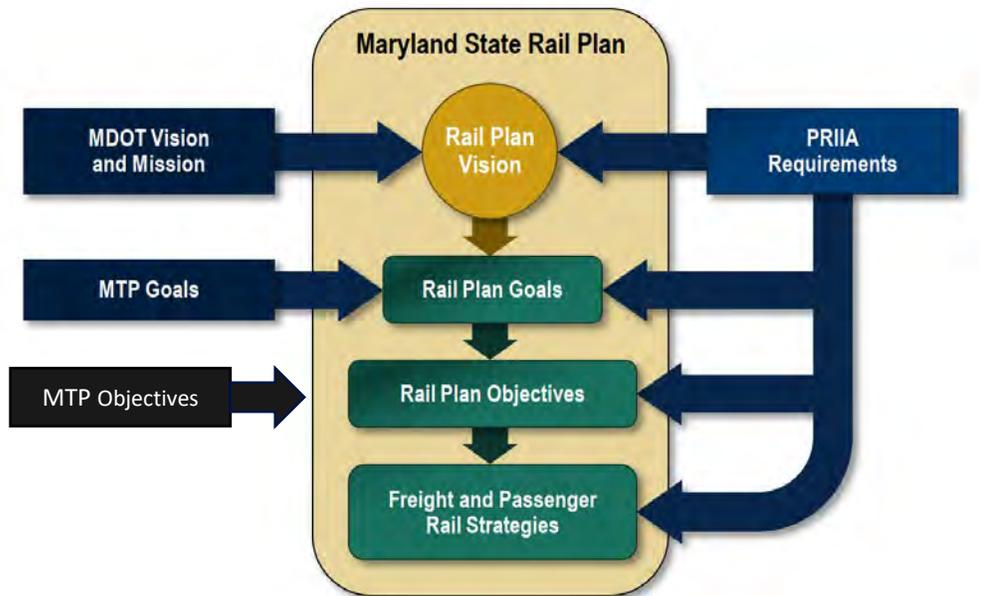 Maryland State Rail Plan
MDOT Vision
and Mission
Rail Plan
Vision
PRIIA
Requirements
MTP Goals
Rail Plan Goals
MTP Objectives
Rail Plan Objectives
Freight and Passenger
Rail Strategies